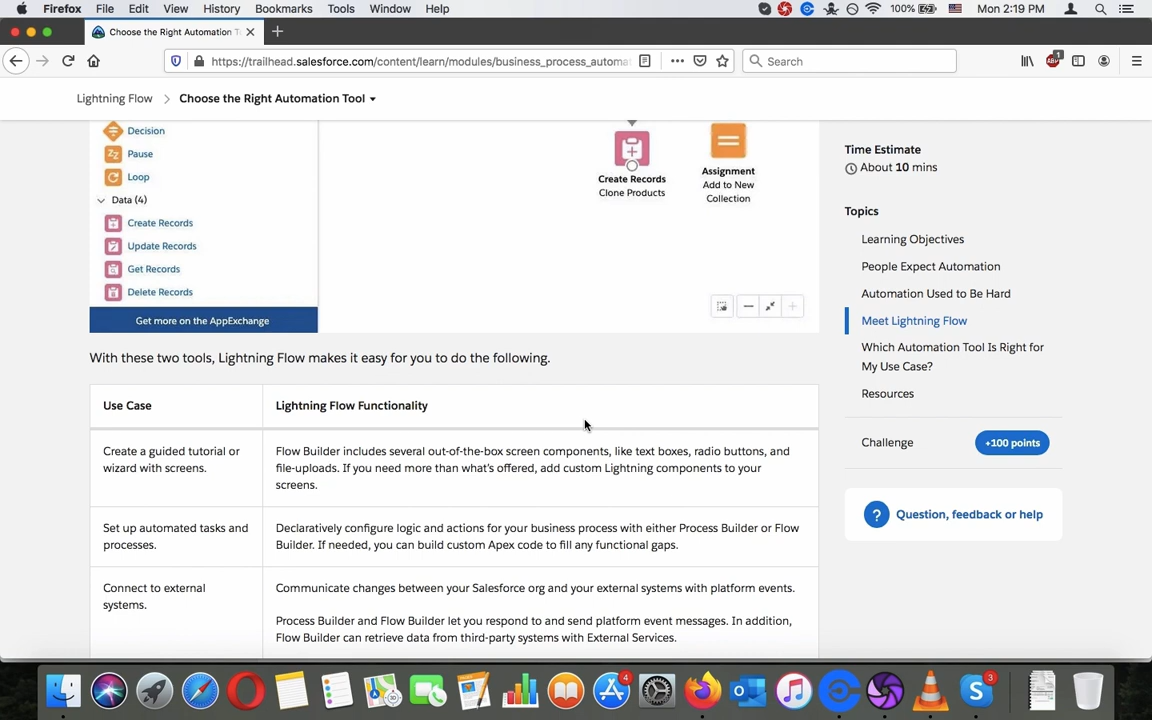 Firefox File Edit View History Bookmarks Tools Window Help 100% Mon 2:19 PM
Choose the Right Automation T
https://trailhead.salesforce.com/content/learn/modules/business_process_automa
Search
1
Lightning Flow Choose the Right Automation Tool
Decision
Pause
Loop
Data (4)
Create Records
Update Records
Get Records
Delete Records
Get more on the AppExchange
Create Records
Clone Products
Assignment
Add to New
Collection
With these two tools, Lightning Flow makes it easy for you to do the following.
Use Case Lightning Flow Functionality
Create a guided tutorial or
wizard with screens.
Flow Builder includes several out-of-the-box screen components, like text boxes, radio buttons, and
file-uploads. If you need more than what's offered, add custom Lightning components to your
screens.
Set up automated tasks and
processes.
Declaratively configure logic and actions for your business process with either Process Builder or Flow
Builder. If needed, you can build custom Apex code to fill any functional gaps.
Connect to external
systems.
Communicate changes between your Salesforce org and your external systems with platform events.
Process Builder and Flow Builder let you respond to and send platform event messages. In addition,
Flow Builder can retrieve data from third-party systems with External Services.
Time Estimate
About 10 mins
Topics
Learning Objectives
People Expect Automation
Automation Used to Be Hard
Meet Lightning Flow
Which Automation Tool Is Right for
My Use Case?
Resources
Challenge +100 points
? Question, feedback or help
4
3